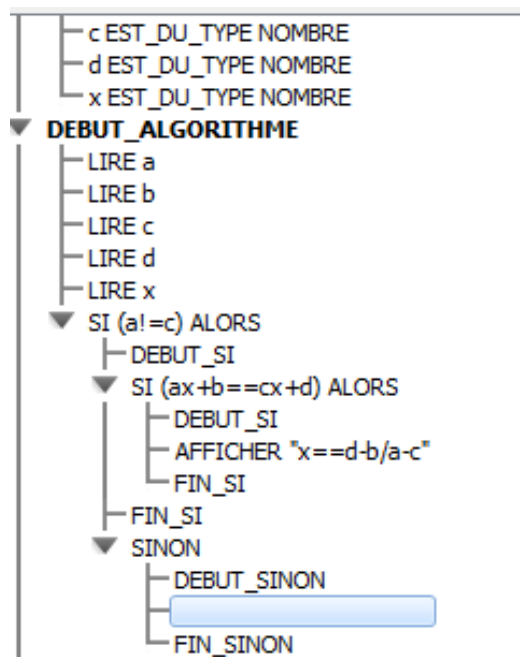 c EST_DU_TYPE NOMBRE
d EST_DU_TYPE NOMBRE
x EST_DU_TYPE NOMBRE
DEBUT_ALGORITHME
LIRE a
LIRE b
LIRE c
LIRE d
LIRE x
SI (a!=c) ALORS
DEBUT_SI
SI (ax+b==cx+d) ALORS
DEBUT_SI
AFFICHER "x==d-b/a-c"
FIN_SI
FIN_SI
SINON
DEBUT_SINON
FIN_SINON